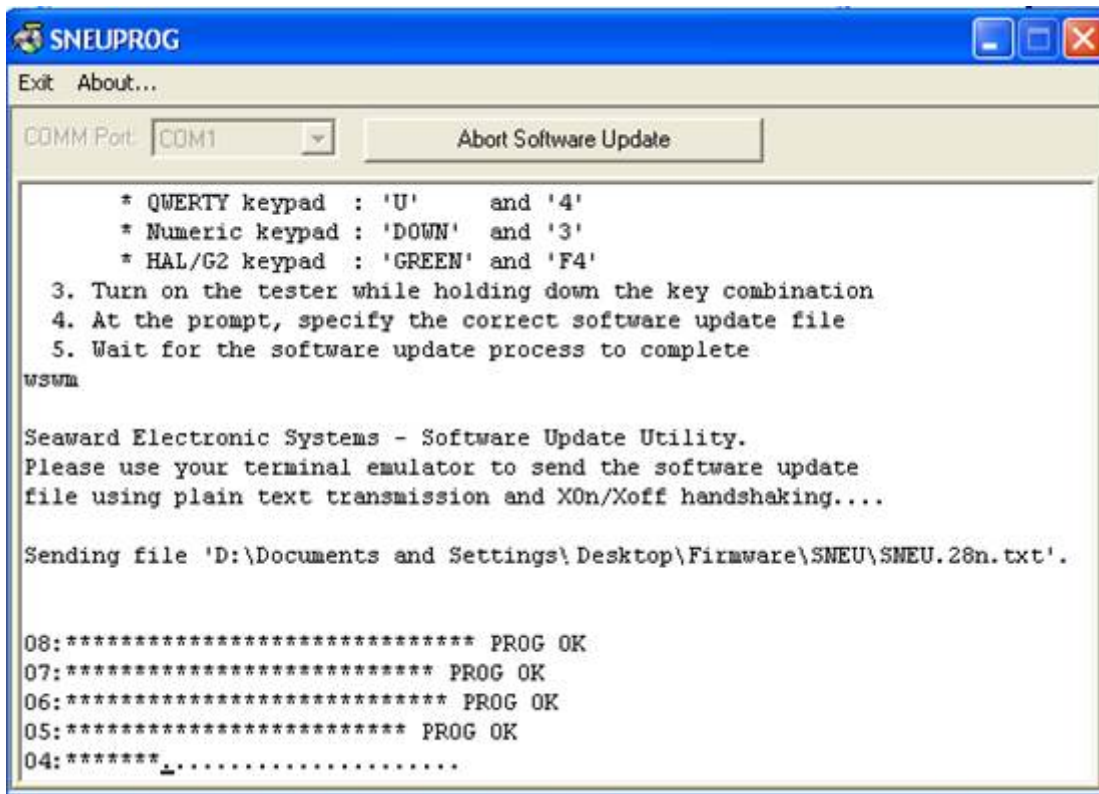 SNEUPROG
Exit About...
COMM Port: COM1 Abort Software Update
* QWERTY keypad : 'U' and '4'
* Numeric keypad : 'DOWN' and '3'
* HAL/G2 keypad : 'GREEN' and 'F4'
3. Turn on the tester while holding down the key combination
4. At the prompt, specify the correct software update file
5. Wait for the software update process to complete
wswm
Seaward Electronic Systems - Software Update Utility.
Please use your terminal emulator to send the software update
file using plain text transmission and XOn/Xoff handshaking....
Sending file 'D:\Documents and Settings\Desktop\Firmware\SNEU\SNEU.28n.txt'.
08:****************************** PROG OK
07:*************************** PROG OK
06:**************************** PROG OK
05:************************* PROG OK
04:*******......................